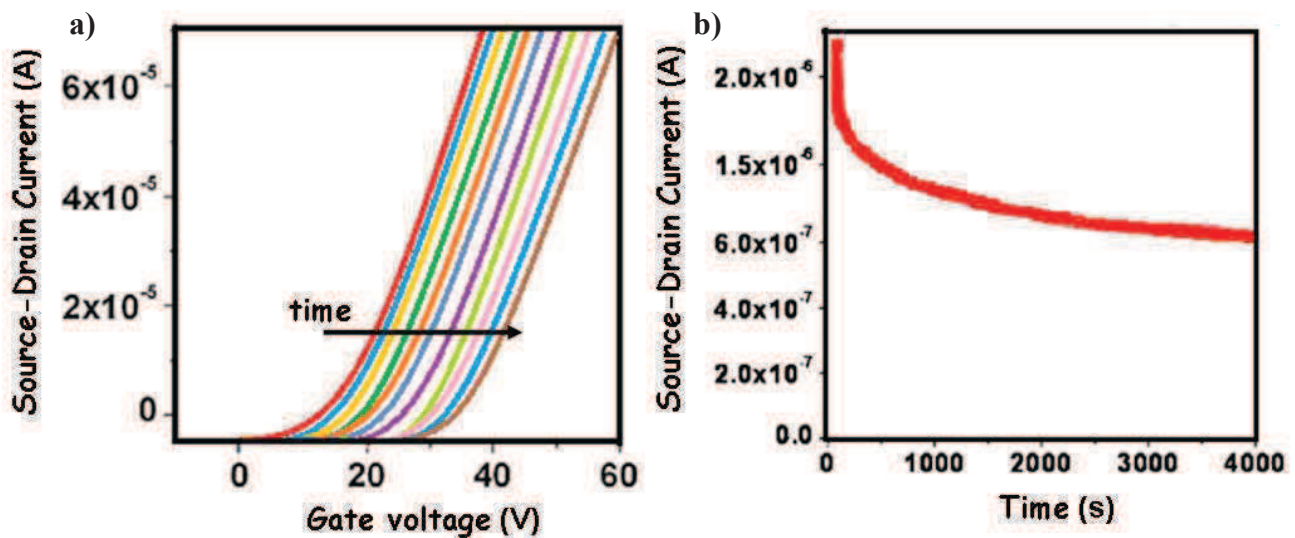 a)
Source-Drain Current (A)
6x10⁻⁵
4x10⁻⁵
2x10⁻⁵
0
time
0 20 40 60
Gate voltage (V)
b)
Source-Drain Current (A)
2.0x10⁻⁶
1.5x10⁻⁶
6.0x10⁻⁷
4.0x10⁻⁷
2.0x10⁻⁷
0.0
0 1000 2000 3000 4000
Time (s)